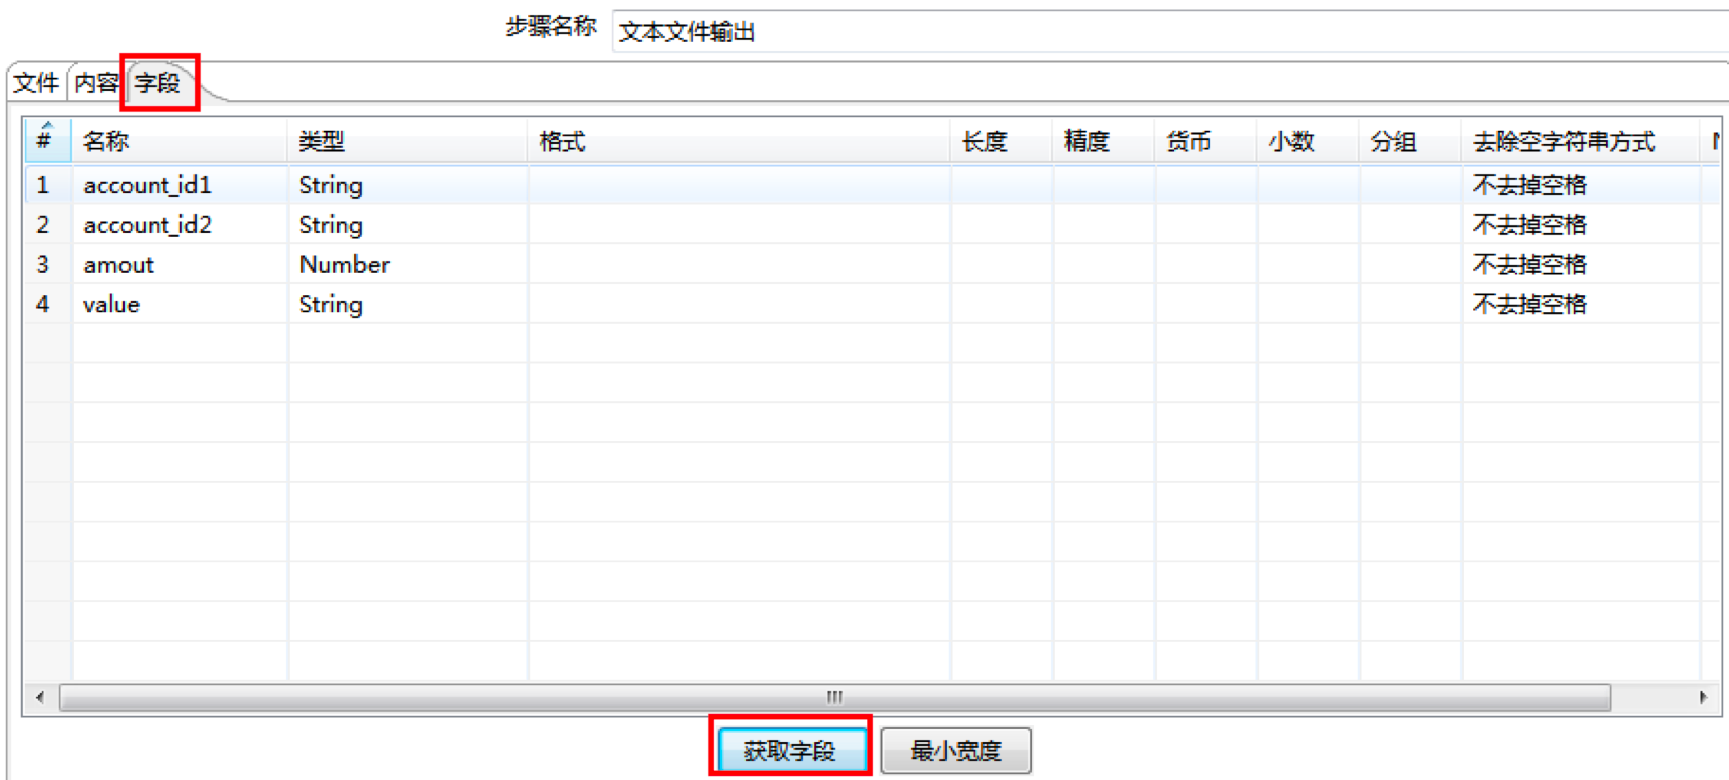 步骤名称 文本文件输出
文件 内容 字段
# 名称 类型 格式 长度 精度 货币 小数 分组 去除空字符串方式
1 account_id1 String 不去掉空格
2 account_id2 String 不去掉空格
3 amout Number 不去掉空格
4 value String 不去掉空格
获取字段 最小宽度